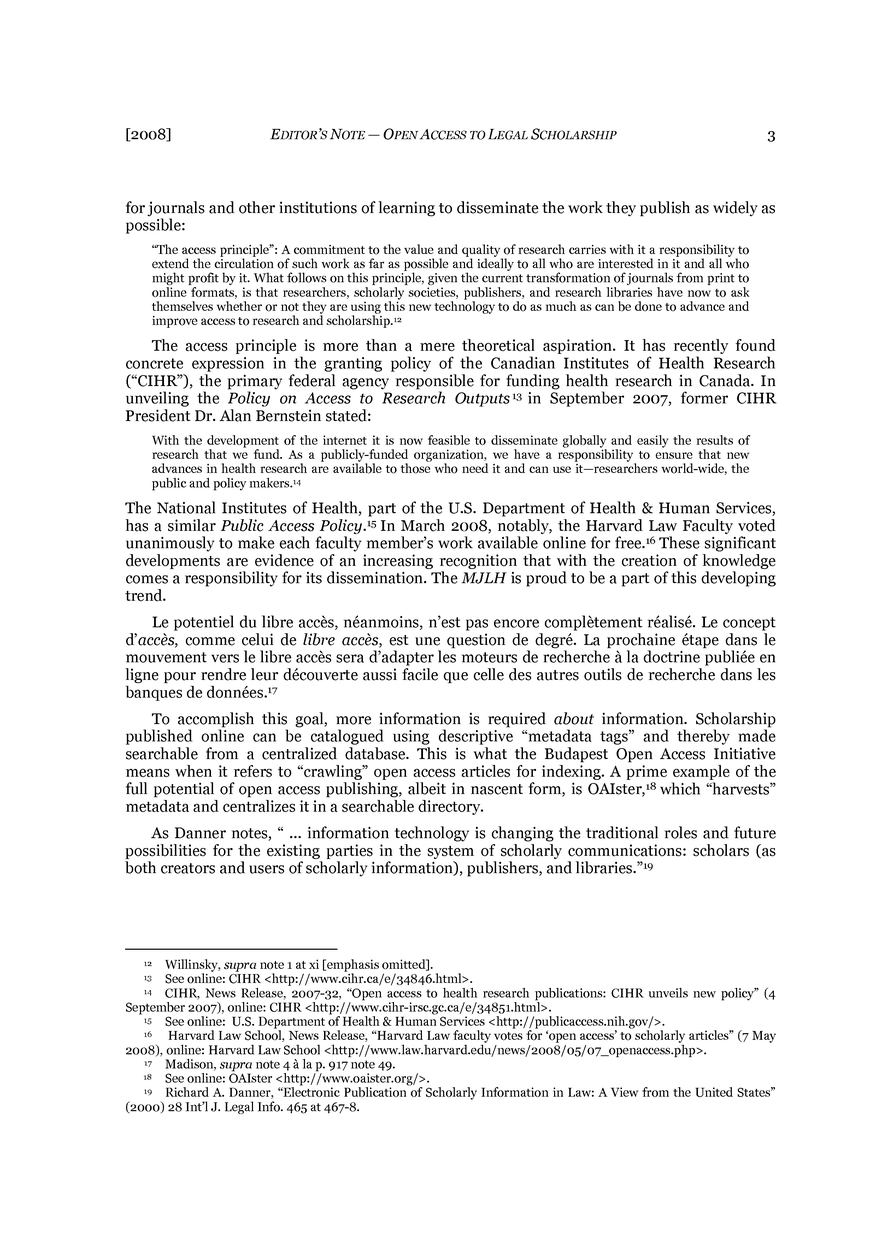 [2008] EDITOR'S NOTE — OPEN ACCESS TO LEGAL SCHOLARSHIP 3
for journals and other institutions of learning to disseminate the work they publish as widely as
possible:
“The access principle”: A commitment to the value and quality of research carries with it a responsibility to
extend the circulation of such work as far as possible and ideally to all who are interested in it and all who
might profit by it. What follows on this principle, given the current transformation of journals from print to
online formats, is that researchers, scholarly societies, publishers, and research libraries have now to ask
themselves whether or not they are using this new technology to do as much as can be done to advance and
improve access to research and scholarship.12
The access principle is more than a mere theoretical aspiration. It has recently found
concrete expression in the granting policy of the Canadian Institutes of Health Research
(“CIHR”), the primary federal agency responsible for funding health research in Canada. In
unveiling the Policy on Access to Research Outputs13 in September 2007, former CIHR
President Dr. Alan Bernstein stated:
With the development of the internet it is now feasible to disseminate globally and easily the results of
research that we fund. As a publicly-funded organization, we have a responsibility to ensure that new
advances in health research are available to those who need it and can use it—researchers world-wide, the
public and policy makers.14
The National Institutes of Health, part of the U.S. Department of Health & Human Services,
has a similar Public Access Policy.15 In March 2008, notably, the Harvard Law Faculty voted
unanimously to make each faculty member’s work available online for free.16 These significant
developments are evidence of an increasing recognition that with the creation of knowledge
comes a responsibility for its dissemination. The MJLH is proud to be a part of this developing
trend.
Le potentiel du libre accès, néanmoins, n’est pas encore complètement réalisé. Le concept
d’accès, comme celui de libre accès, est une question de degré. La prochaine étape dans le
mouvement vers le libre accès sera d’adapter les moteurs de recherche à la doctrine publiée en
ligne pour rendre leur découverte aussi facile que celle des autres outils de recherche dans les
banques de données.17
To accomplish this goal, more information is required about information. Scholarship
published online can be catalogued using descriptive “metadata tags” and thereby made
searchable from a centralized database. This is what the Budapest Open Access Initiative
means when it refers to “crawling” open access articles for indexing. A prime example of the
full potential of open access publishing, albeit in nascent form, is OAIster,18 which “harvests”
metadata and centralizes it in a searchable directory.
As Danner notes, “ ... information technology is changing the traditional roles and future
possibilities for the existing parties in the system of scholarly communications: scholars (as
both creators and users of scholarly information), publishers, and libraries.”19
12 Willinsky, supra note 1 at xi [emphasis omitted].
13 See online: CIHR <http://www.cihr.ca/e/34846.html>.
14 CIHR, News Release, 2007-32, “Open access to health research publications: CIHR unveils new policy” (4
September 2007), online: CIHR <http://www.cihr-irsc.gc.ca/e/34851.html>.
15 See online: U.S. Department of Health & Human Services <http://publicaccess.nih.gov/>.
16 Harvard Law School, News Release, “Harvard Law faculty votes for ‘open access’ to scholarly articles” (7 May
2008), online: Harvard Law School <http://www.law.harvard.edu/news/2008/05/07_openaccess.php>.
17 Madison, supra note 4 à la p. 917 note 49.
18 See online: OAIster <http://www.oaister.org/>.
19 Richard A. Danner, “Electronic Publication of Scholarly Information in Law: A View from the United States”
(2000) 28 Int’l J. Legal Info. 465 at 467-8.